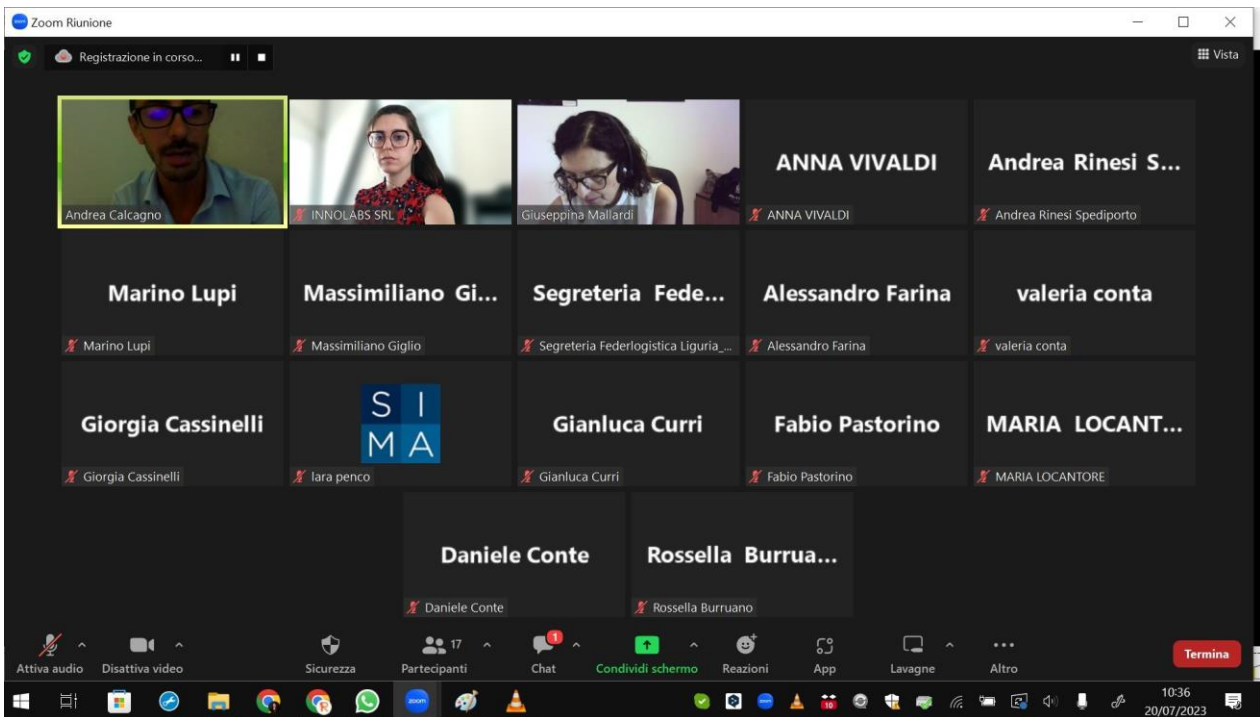 Zoom Riunione
Registrazione in corso...
Vista
Andrea Calcagno
INNOLABS SRL
Giuseppina Mallardi
ANNA VIVALDI
ANNA VIVALDI
Andrea Rinesi S...
Andrea Rinesi Spediporto
Marino Lupi
Marino Lupi
Massimiliano Gi...
Massimiliano Giglio
Segreteria Fede...
Segreteria Federlogistica Liguria_...
Alessandro Farina
Alessandro Farina
valeria conta
valeria conta
Giorgia Cassinelli
Giorgia Cassinelli
S I
M A
lara penco
Gianluca Curri
Gianluca Curri
Fabio Pastorino
Fabio Pastorino
MARIA LOCANT...
MARIA LOCANTORE
Daniele Conte
Daniele Conte
Rossella Burrua...
Rossella Burruano
Attiva audio
Disattiva video
Sicurezza
17
Partecipanti
1
Chat
Condividi schermo
Reazioni
App
Lavagne
Altro
Termina
zoom
10
10:36
20/07/2023